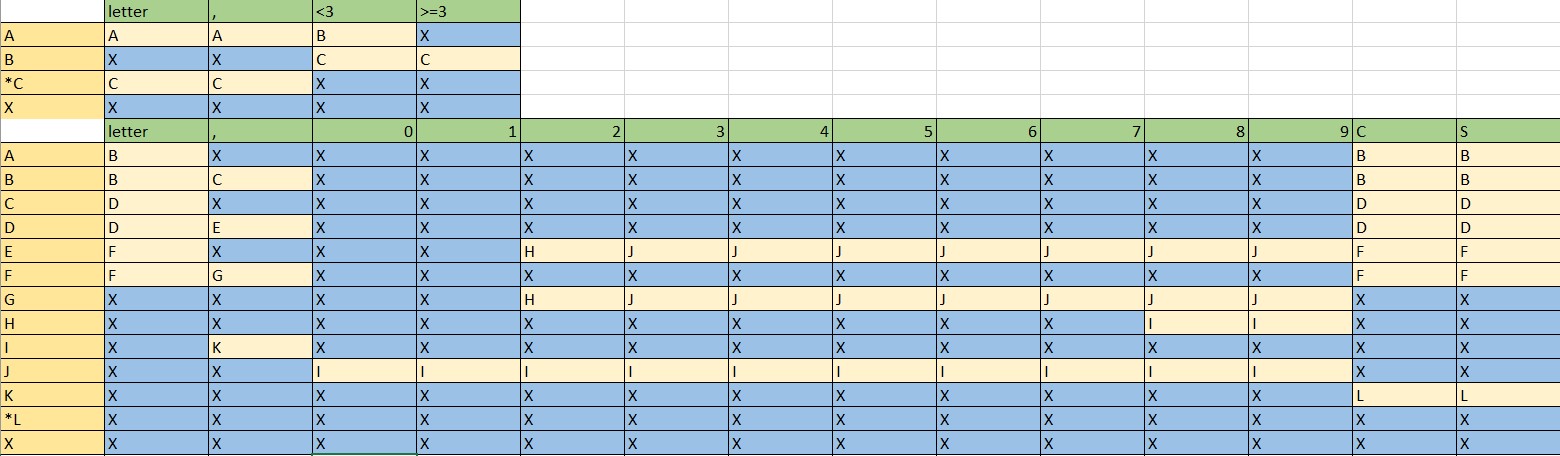 letter , <3 >=3
A A A B X
B X X C C
*C C C X X
X X X X X
letter , 0 1 2 3 4 5 6 7 8 9 C S
A B X X X X X X X X X X X B B
B B C X X X X X X X X X X B B
C D X X X X X X X X X X X D D
D D E X X X X X X X X X X D D
E F X X X H J J J J J J J F F
F F G X X X X X X X X X X F F
G X X X X H J J J J J J J X X
H X X X X X X X X X X I I X X
I X K X X X X X X X X X X X X
J X X I I I I I I I I I I X X
K X X X X X X X X X X X X L L
*L X X X X X X X X X X X X X X
X X X X X X X X X X X X X X X